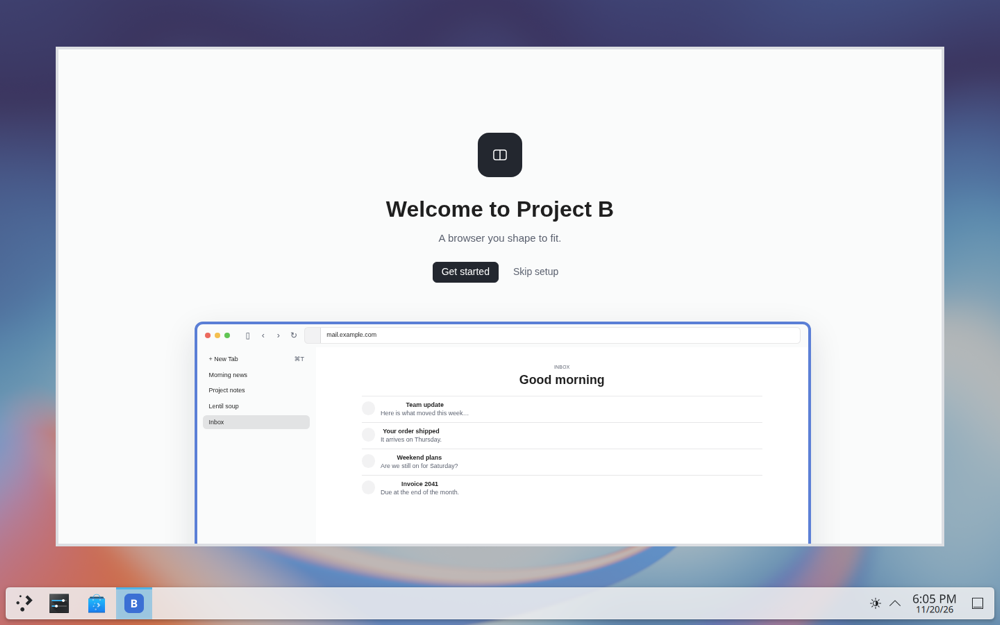 Welcome to Project B
A browser you shape to fit.
Get started
Skip setup
mail.example.com
+ New Tab
⌘T
Morning news
Project notes
Lentil soup
Inbox
INBOX
Good morning
Team update
Here is what moved this week…
Your order shipped
It arrives on Thursday.
Weekend plans
Are we still on for Saturday?
Invoice 2041
Due at the end of the month.
B
6:05 PM
11/20/26